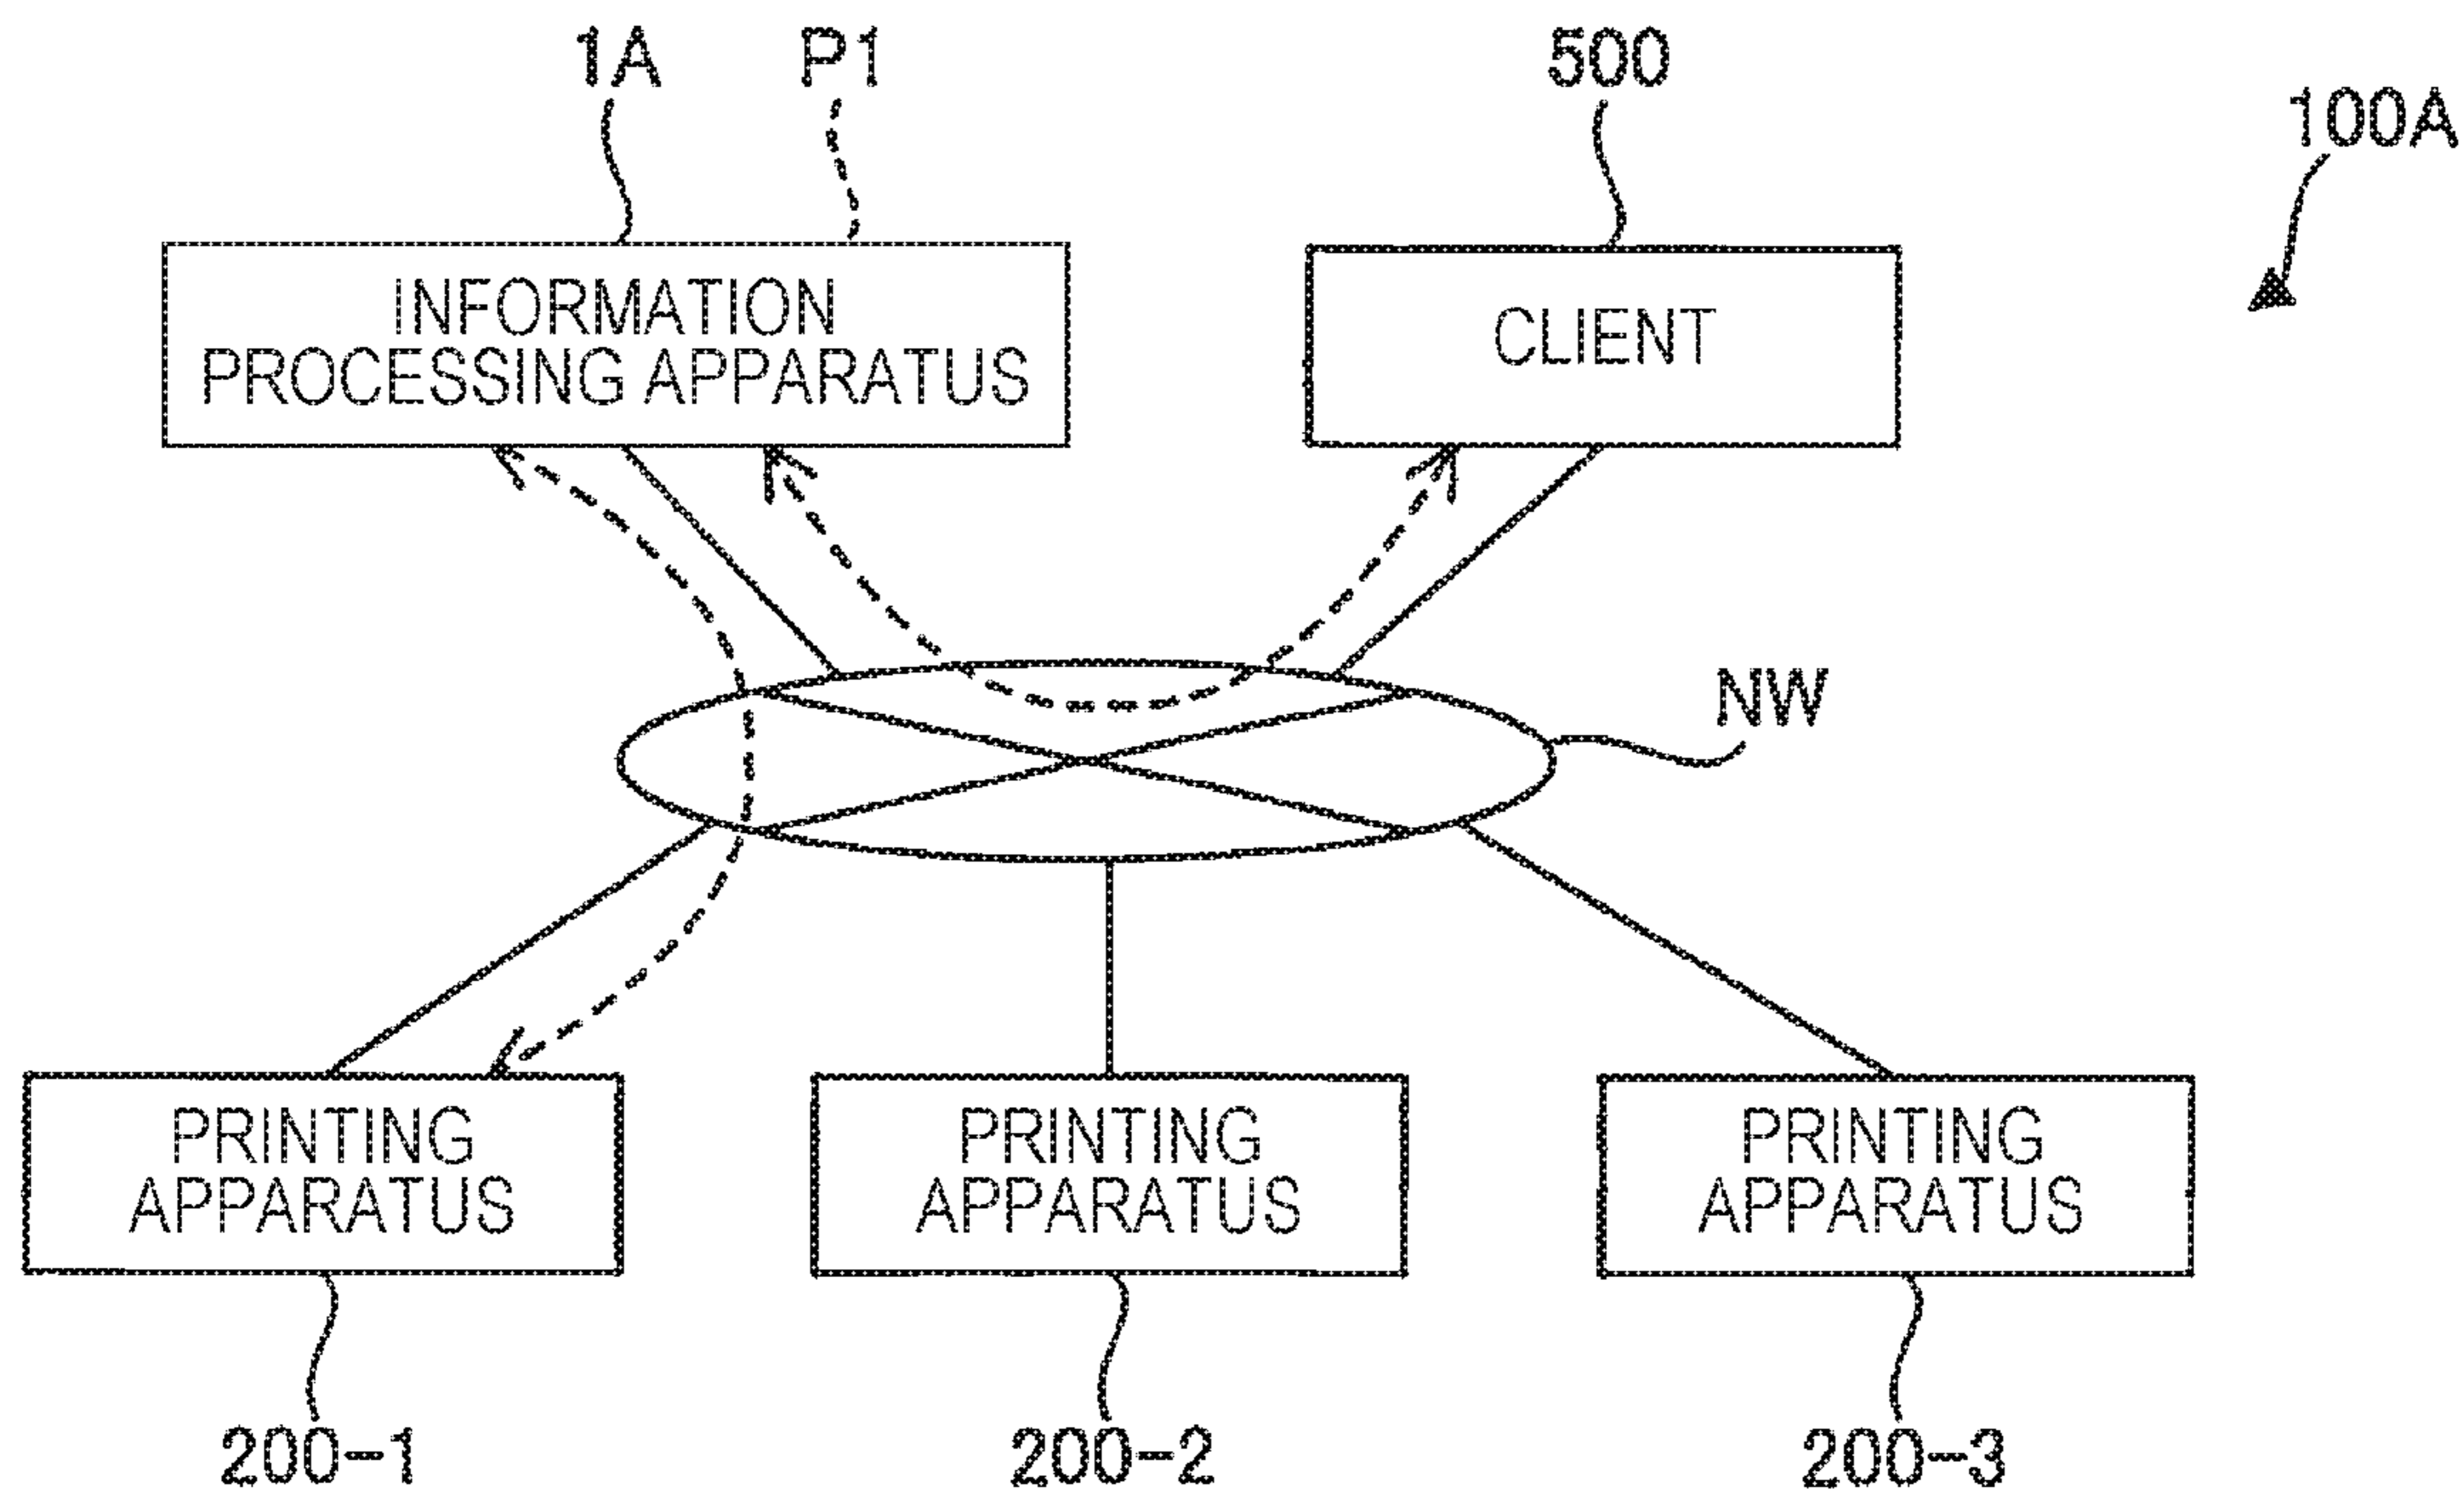 1A
P1
500
100A
INFORMATION
PROCESSING APPARATUS
CLIENT
NW
PRINTING
APPARATUS
PRINTING
APPARATUS
PRINTING
APPARATUS
200-1
200-2
200-3